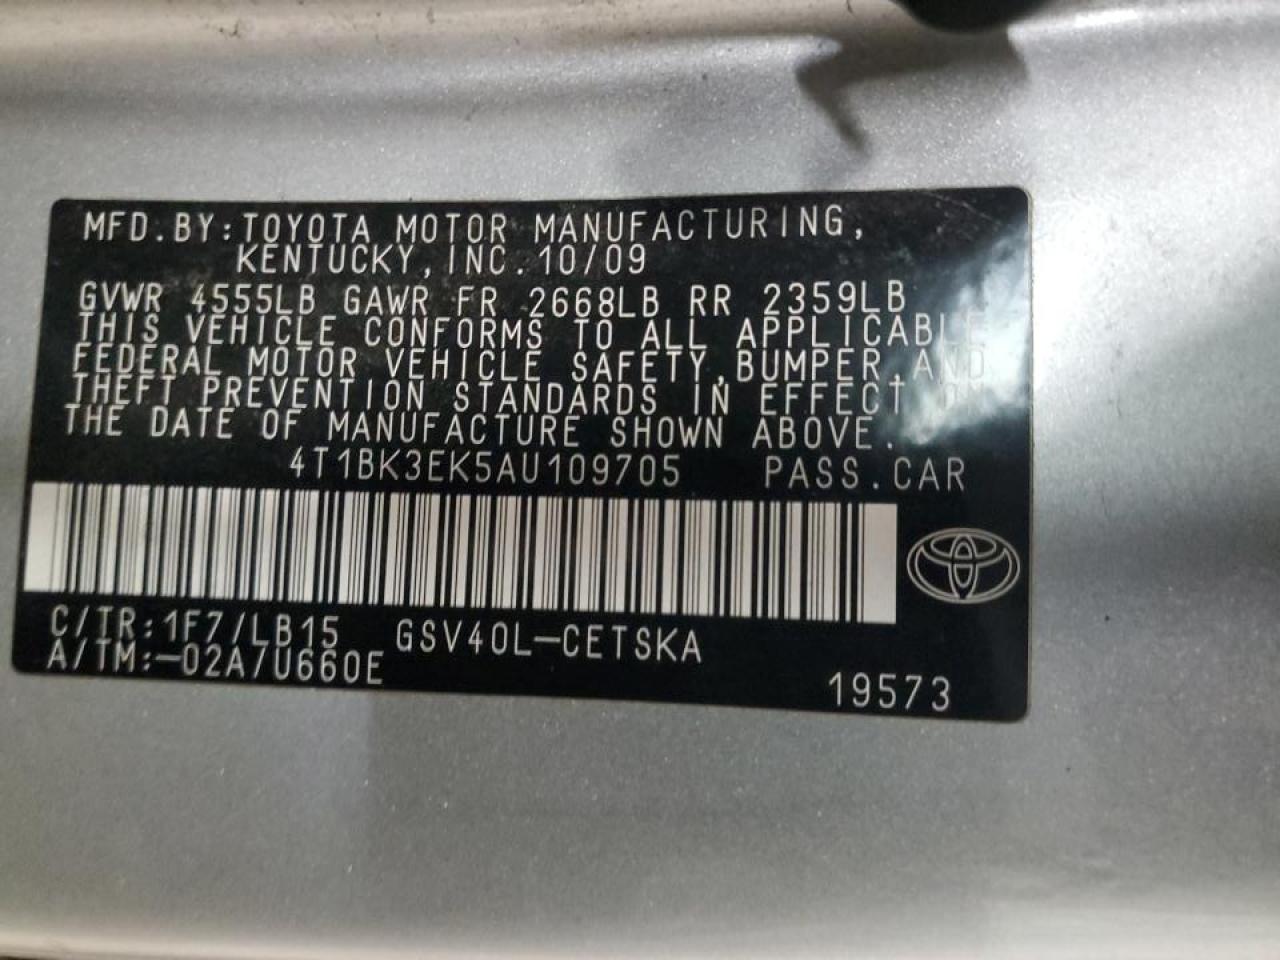 MFD.BY:TOYOTA MOTOR MANUFACTURING,
KENTUCKY,INC.10/09
GVWR 4555LB GAWR FR 2668LB RR 2359LB
THIS VEHICLE CONFORMS TO ALL APPLICABLE
FEDERAL MOTOR VEHICLE SAFETY,BUMPER,AND
THEFT PREVENTION STANDARDS IN EFFECT ON
THE DATE OF MANUFACTURE SHOWN ABOVE.
4T1BK3EK5AU109705 PASS.CAR
C/TR:1F7/LB15 GSV40L-CETSKA
A/TM:-02A/U660E
19573